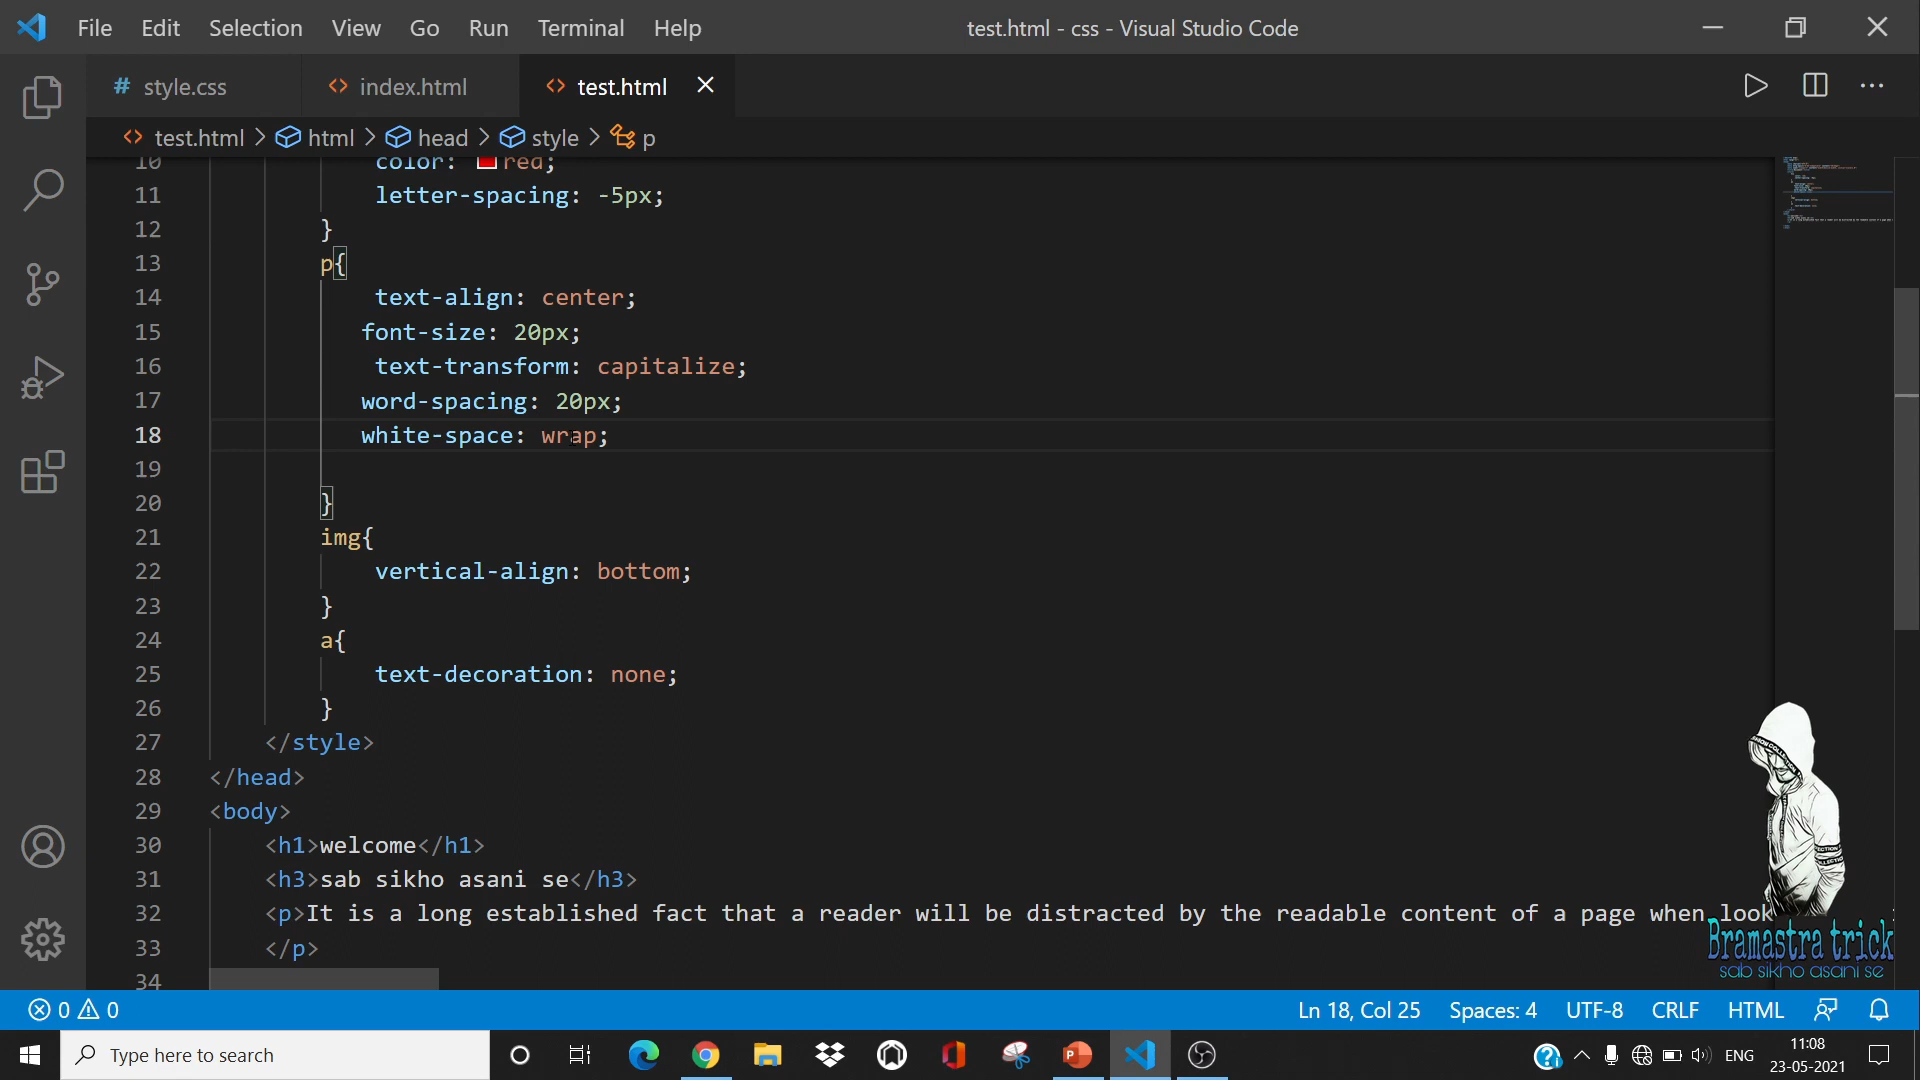 File Edit Selection View Go Run Terminal Help test.html - css - Visual Studio Code
# style.css <> index.html <> test.html
<> test.html > html > head > style > p
10 color: red;
11 letter-spacing: -5px;
12 }
13 p{
14 text-align: center;
15 font-size: 20px;
16 text-transform: capitalize;
17 word-spacing: 20px;
18 white-space: wrap;
19
20 }
21 img{
22 vertical-align: bottom;
23 }
24 a{
25 text-decoration: none;
26 }
27 </style>
28 </head>
29 <body>
30 <h1>welcome</h1>
31 <h3>sab sikho asani se</h3>
32 <p>It is a long established fact that a reader will be distracted by the readable content of a page when look
33 </p>
34
Bramastra trick
sab sikho asani se
0 0 Ln 18, Col 25 Spaces: 4 UTF-8 CRLF HTML
Type here to search ENG 11:08
23-05-2021